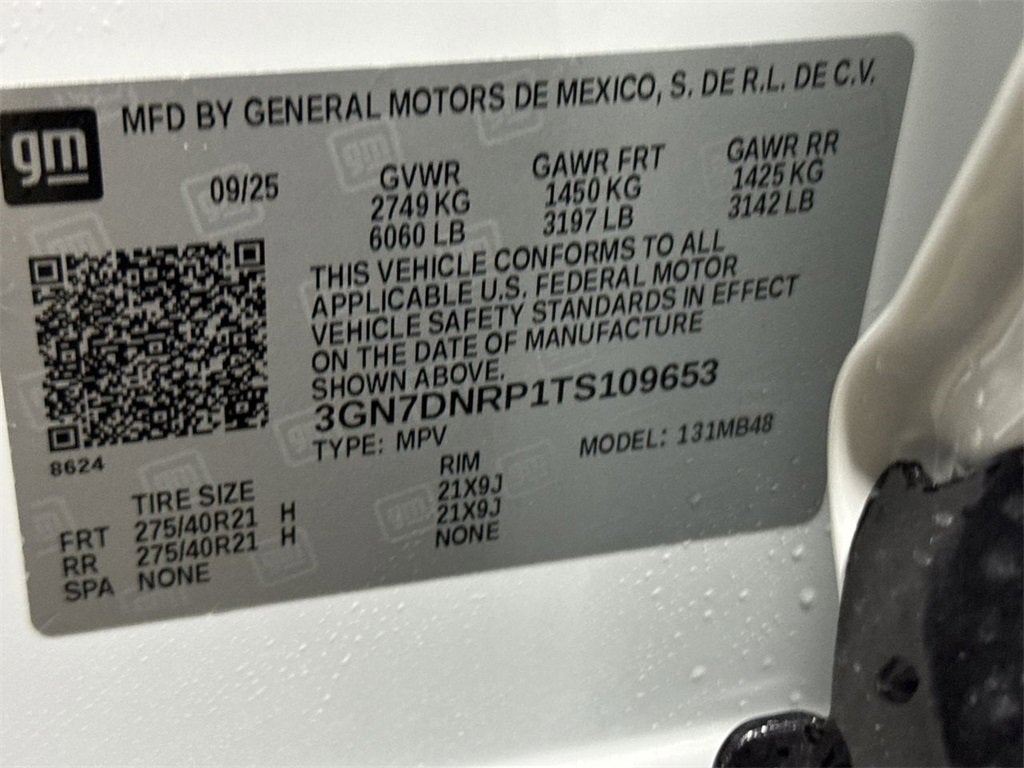 MFD BY GENERAL MOTORS DE MEXICO, S. DE R.L. DE C.V.
gm
09/25
GVWR
2749 KG
6060 LB
GAWR FRT
1450 KG
3197 LB
GAWR RR
1425 KG
3142 LB
THIS VEHICLE CONFORMS TO ALL
APPLICABLE U.S. FEDERAL MOTOR
VEHICLE SAFETY STANDARDS IN EFFECT
ON THE DATE OF MANUFACTURE
SHOWN ABOVE.
3GN7DNRP1TS109653
TYPE: MPV
MODEL: 131MB48
8624
TIRE SIZE RIM
FRT 275/40R21 H 21X9J
RR 275/40R21 H 21X9J
SPA NONE NONE